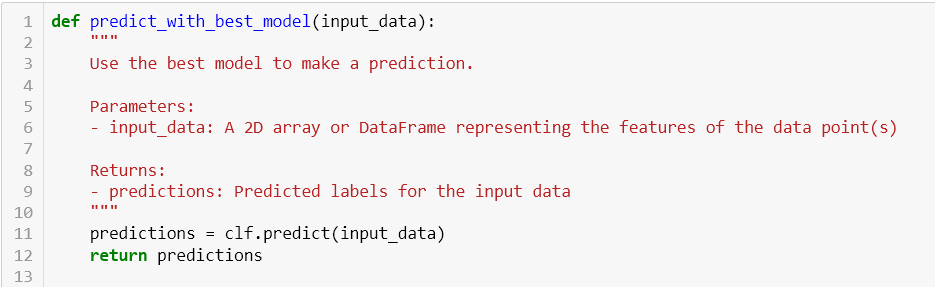 1 def predict_with_best_model(input_data):
2     """
3     Use the best model to make a prediction.
4
5     Parameters:
6     - input_data: A 2D array or DataFrame representing the features of the data point(s)
7
8     Returns:
9     - predictions: Predicted labels for the input data
10     """
11     predictions = clf.predict(input_data)
12     return predictions
13